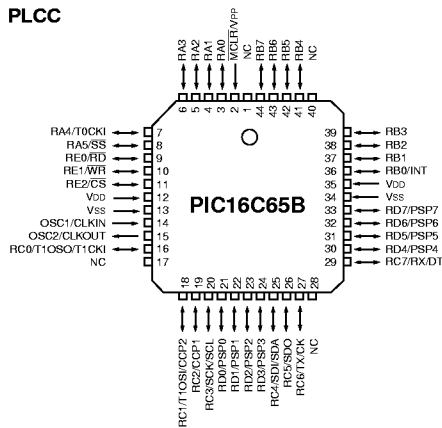 PLCC
RA3
RA2
RA1
RA0
MCLR/VPP
NC
RB7
RB6
RB5
RB4
NC
6
5
4
3
2
1
44
43
42
41
40
RA4/T0CKI 7
RA5/SS 8
RE0/RD 9
RE1/WR 10
RE2/CS 11
VDD 12
VSS 13
OSC1/CLKIN 14
OSC2/CLKOUT 15
RC0/T1OSO/T1CKI 16
NC 17
PIC16C65B
39 RB3
38 RB2
37 RB1
36 RB0/INT
35 VDD
34 VSS
33 RD7/PSP7
32 RD6/PSP6
31 RD5/PSP5
30 RD4/PSP4
29 RC7/RX/DT
18
19
20
21
22
23
24
25
26
27
28
RC1/T1OSI/CCP2
RC2/CCP1
RC3/SCK/SCL
RD0/PSP0
RD1/PSP1
RD2/PSP2
RD3/PSP3
RC4/SDI/SDA
RC5/SDO
RC6/TX/CK
NC